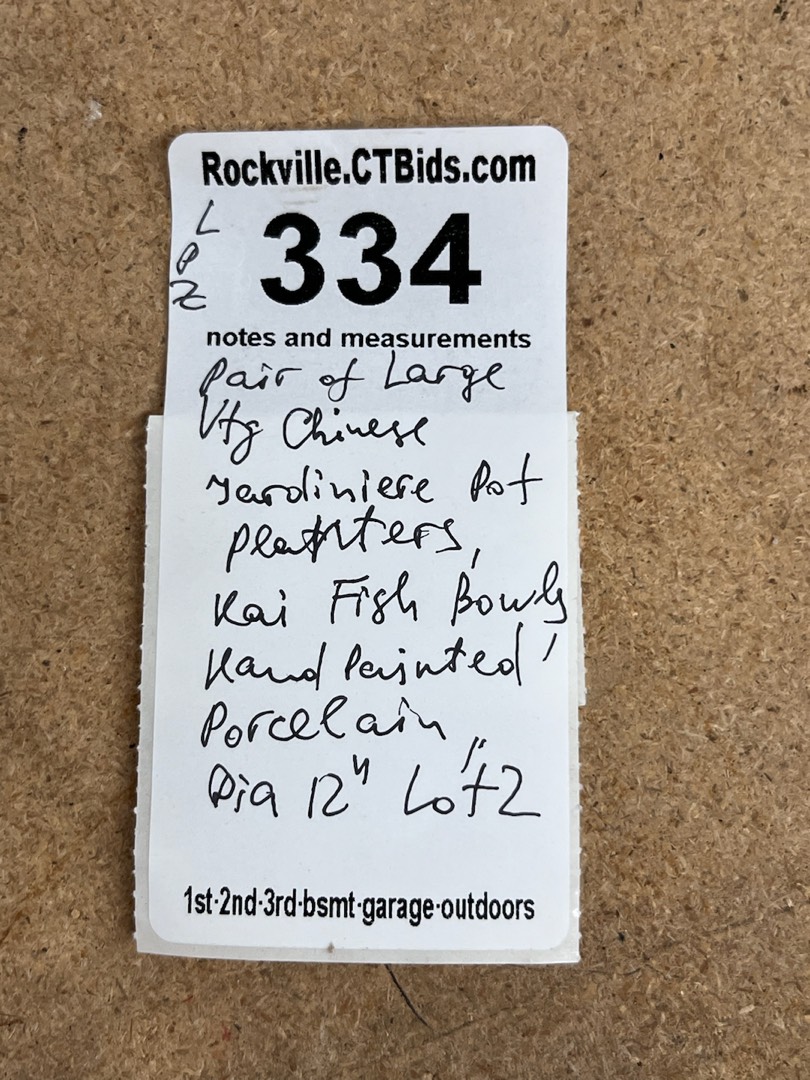 Rockville.CTBids.com
L
P
Z
334
notes and measurements
Pair of Large
Vtg Chinese
Jardiniere Pot
Planters,
Kai Fish Bowls,
Hand Painted
Porcelain,
Dia 12" Lot 2
1st·2nd·3rd·bsmt·garage·outdoors